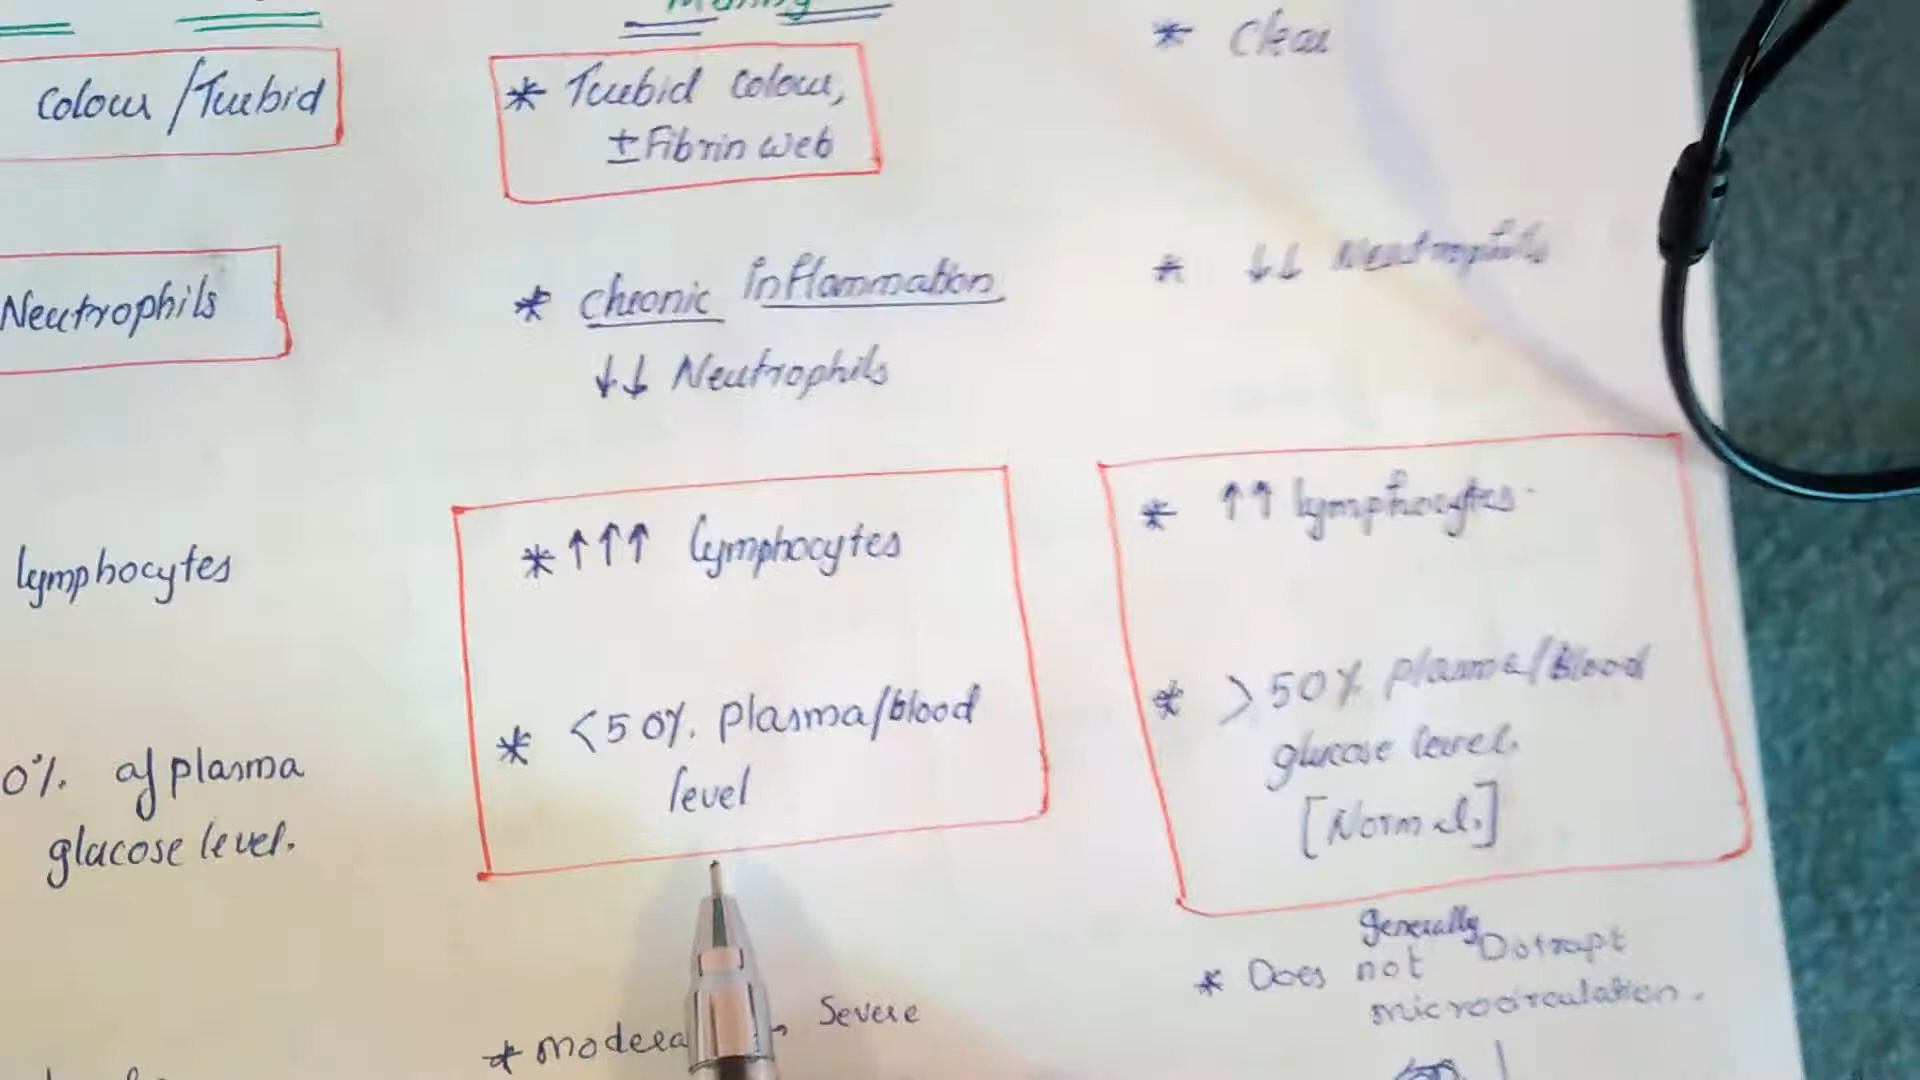 Colour/Turbid
* Turbid colour,
± Fibrin web
* Clear
Neutrophils
* chronic Inflammation
↓↓ Neutrophils
* ↓↓ Neutrophils
lymphocytes
* ↑↑↑ lymphocytes
* ↑↑ lymphocytes.
0% of plasma
glucose level.
* <50% plasma/blood
level
* >50% plasma/blood
glucose level.
[Normal.]
* modera
Severe
generally
* Does not Dotrapt
microcirculation.